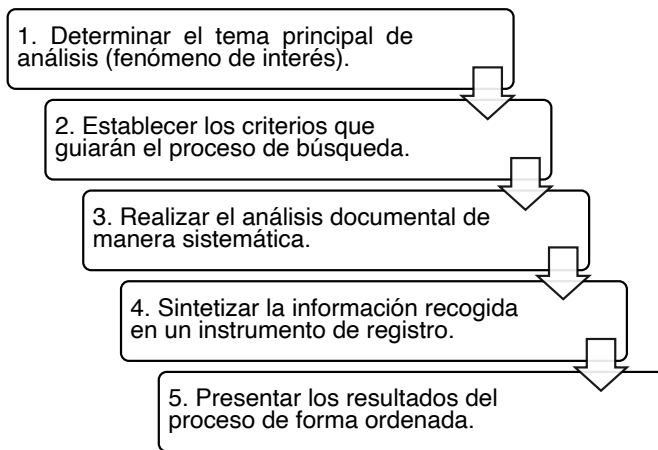 1. Determinar el tema principal de
análisis (fenómeno de interés).
2. Establecer los criterios que
guiarán el proceso de búsqueda.
3. Realizar el análisis documental de
manera sistemática.
4. Sintetizar la información recogida
en un instrumento de registro.
5. Presentar los resultados del
proceso de forma ordenada.